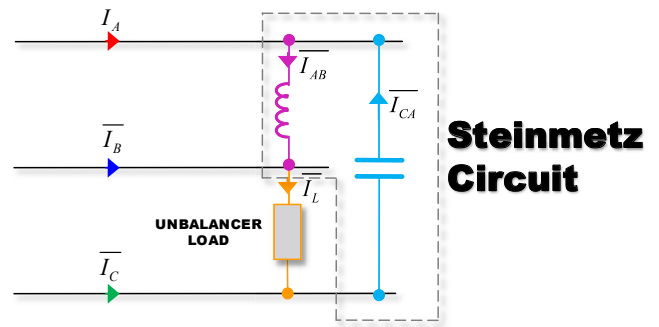 I_A
I_AB
I_CA
Steinmetz
Circuit
I_B
I_L
UNBALANCER
LOAD
I_C